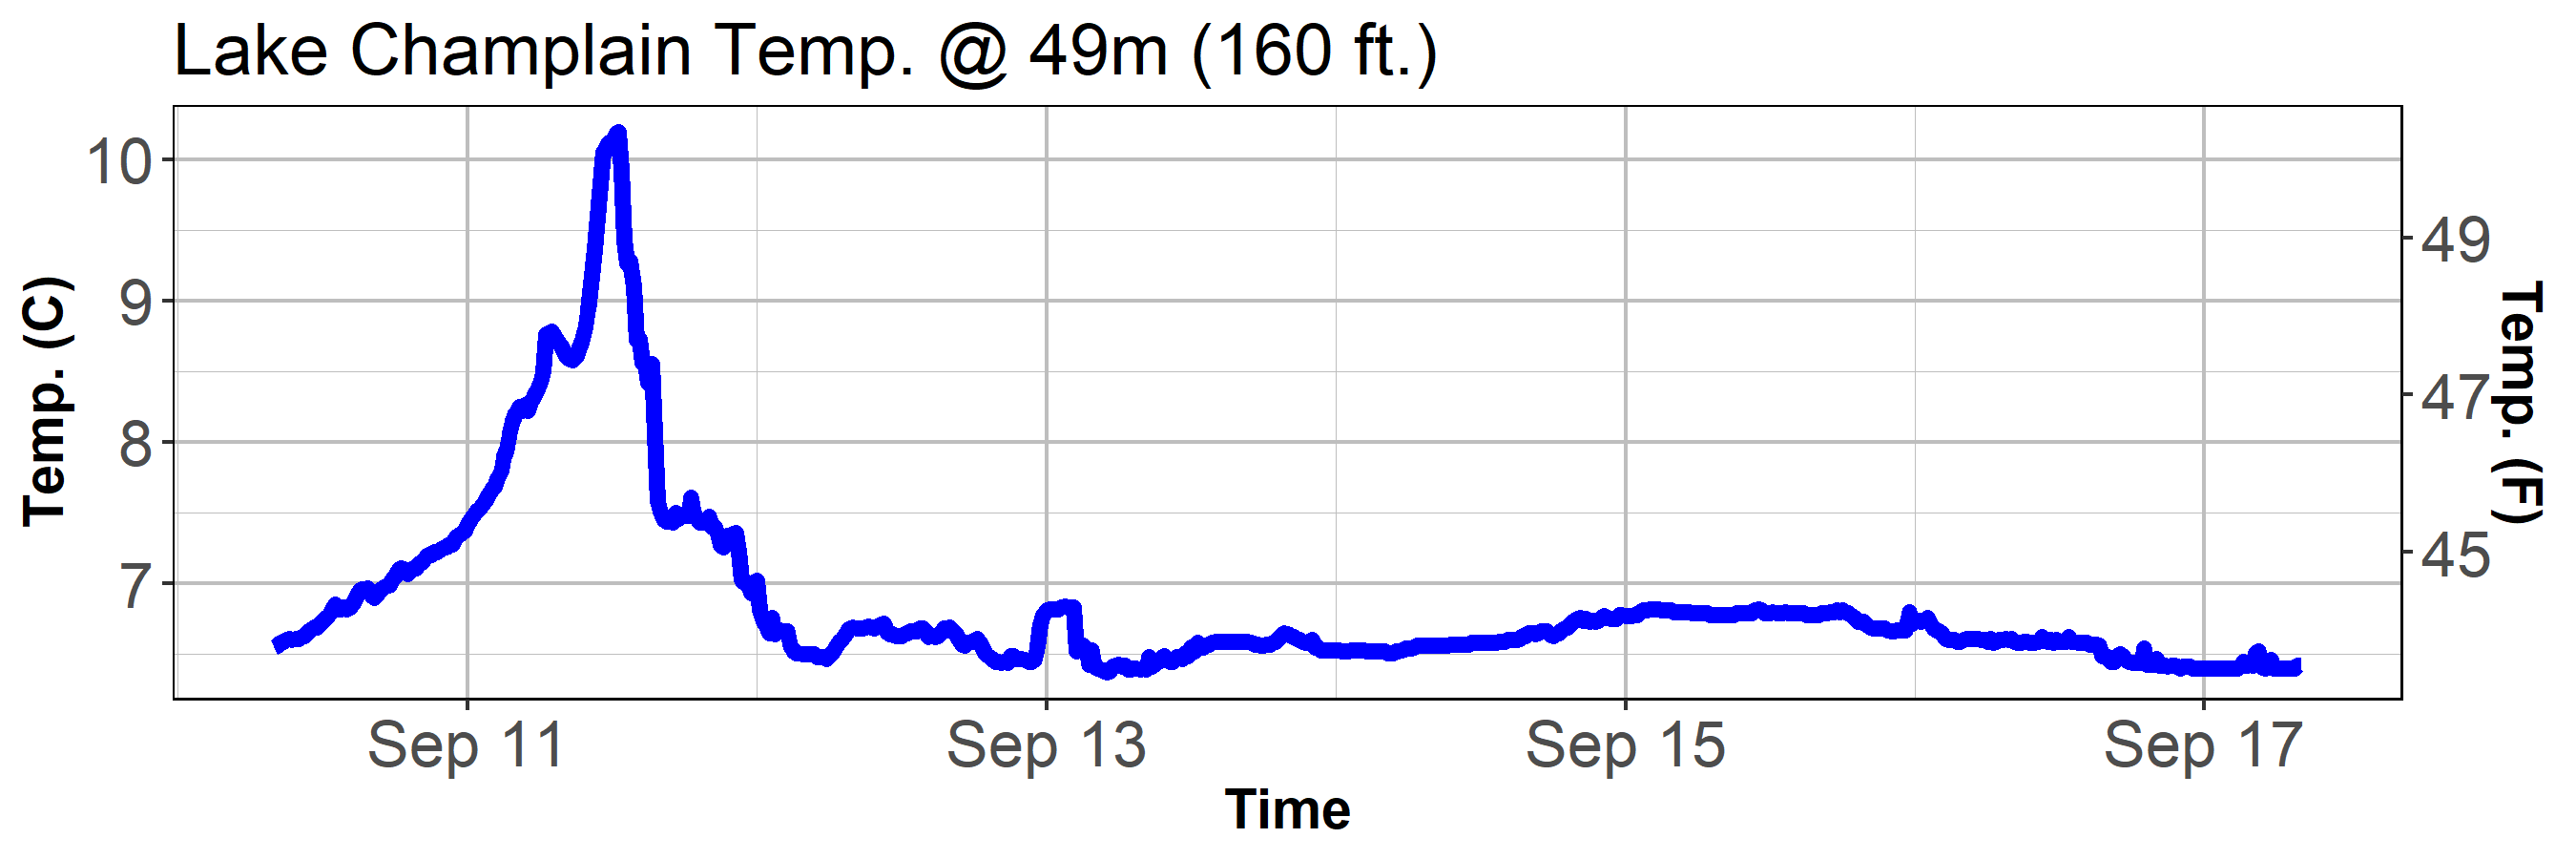 Lake Champlain Temp. @ 49m (160 ft.)
Temp. (C)
10
9
8
7
49
47
45
Temp. (F)
Sep 11
Sep 13
Sep 15
Sep 17
Time